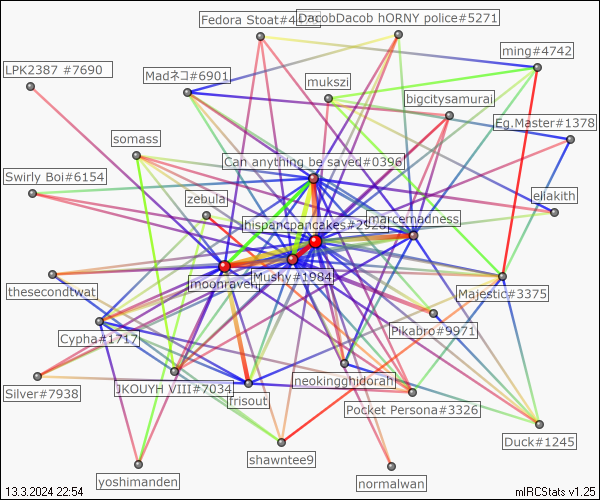 Fedora Stoat#4
DacobDacob hORNY police#5271
ming#4742
LPK2387 #7690
Madネコ#6901
mukszi
bigcitysamurai
Eg.Master#1378
somass
Can anything be saved#0396
Swirly Boi#6154
zebula
eliakith
hispancpancakes#2928
marcemadness
moonraven
Mushy#1984
thesecondtwat
Majestic#3375
Pikabro#9971
Cypha#1717
Silver#7938
JKOUYH VIII#7034
neokingghidorah
frisout
Pocket Persona#3326
Duck#1245
shawntee9
yoshimanden
normalwan
13.3.2024 22:54
mIRCStats v1.25